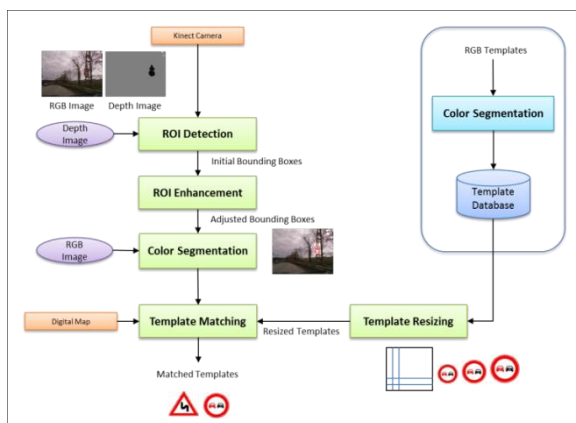 Kinect Camera
RGB Image
Depth Image
Depth
Image
ROI Detection
Initial Bounding Boxes
ROI Enhancement
Adjusted Bounding Boxes
RGB
Image
Color Segmentation
Digital Map
Template Matching
Resized Templates
Template Resizing
Matched Templates
RGB Templates
Color Segmentation
Template
Database